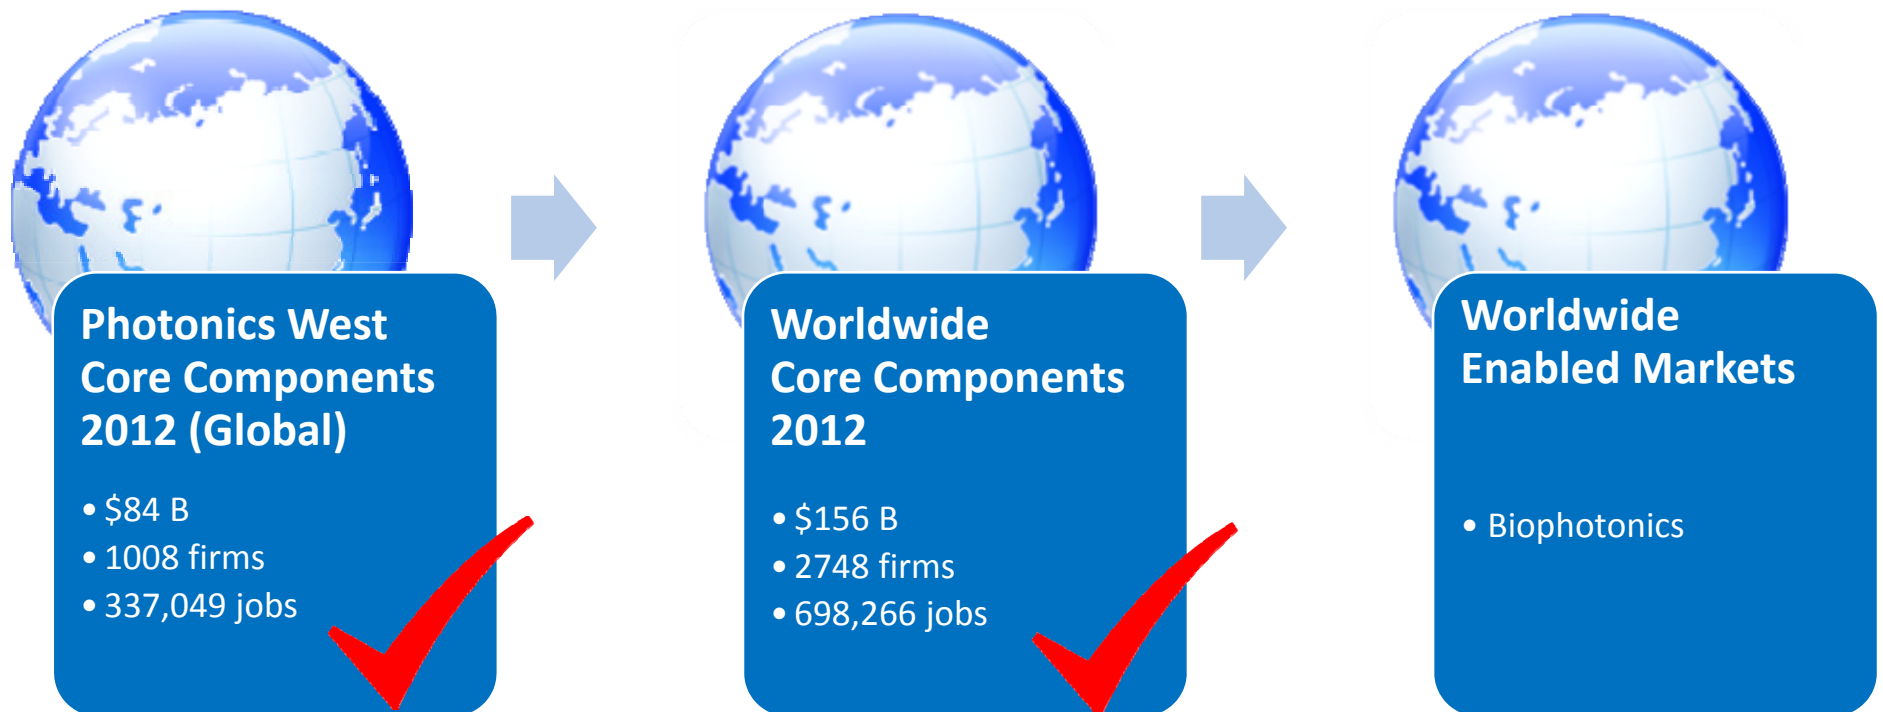 Photonics West
Core Components
2012 (Global)
• $84 B
• 1008 firms
• 337,049 jobs
Worldwide
Core Components
2012
• $156 B
• 2748 firms
• 698,266 jobs
Worldwide
Enabled Markets
• Biophotonics